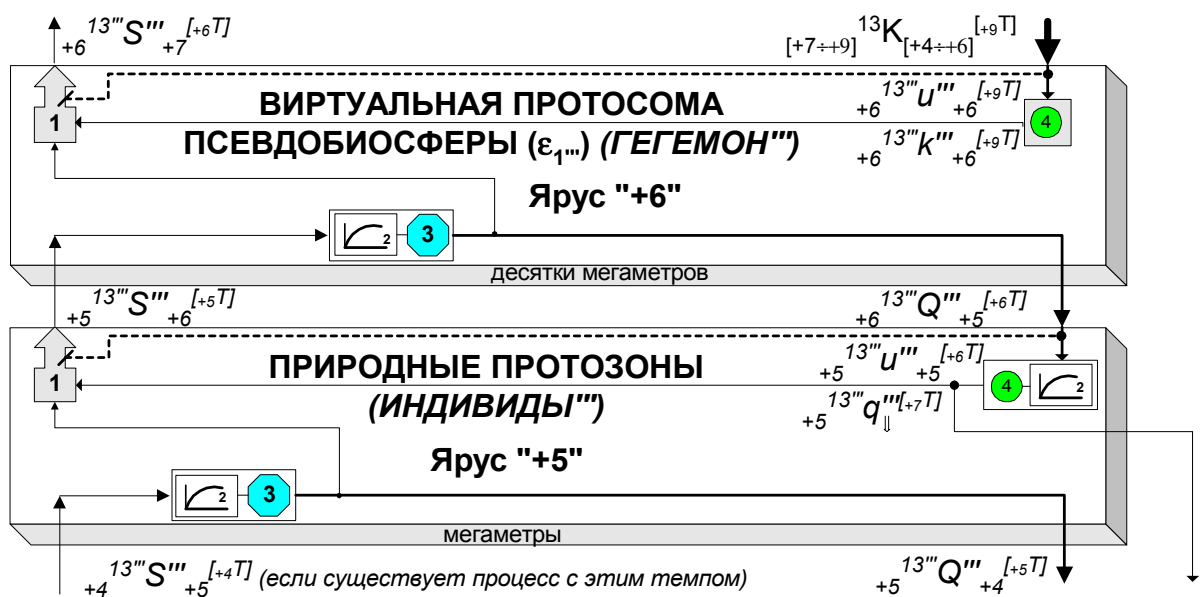 +6 13'''S'''+7 [+6T]
[+7÷+9] 13K[+4÷+6] [+9T]
ВИРТУАЛЬНАЯ ПРОТОСОМА
ПСЕВДОБИОСФЕРЫ (ε1''') (ГЕГЕМОН''')
+6 13'''u'''+6 [+9T]
+6 13'''k'''+6 [+9T]
1
4
Ярус "+6"
2
3
десятки мегаметров
+5 13'''S'''+6 [+5T]
+6 13'''Q'''+5 [+6T]
ПРИРОДНЫЕ ПРОТОЗОНЫ
(ИНДИВИДЫ''')
+5 13'''u'''+5 [+6T]
+5 13'''q'''⇓ [+7T]
1
4
2
Ярус "+5"
2
3
мегаметры
+4 13'''S'''+5 [+4T] (если существует процесс с этим темпом)
+5 13'''Q'''+4 [+5T]